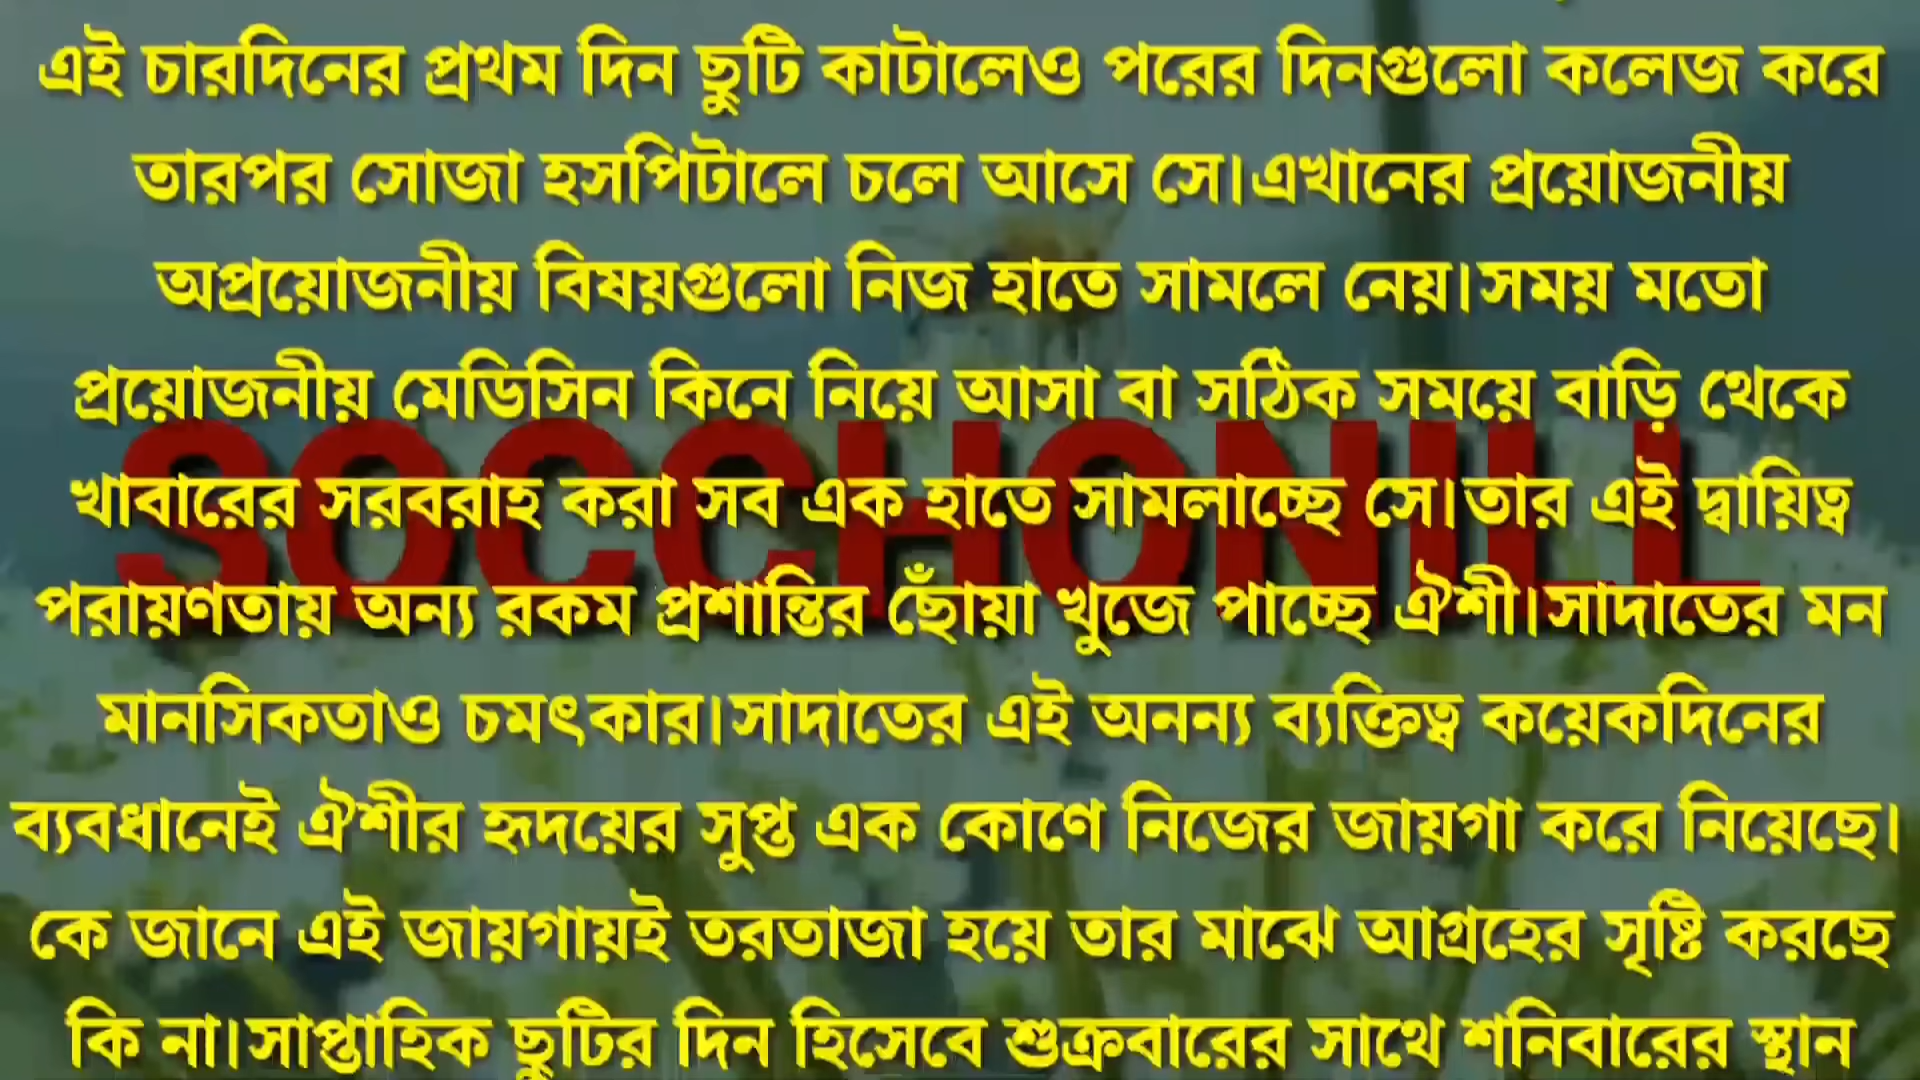 এই চারদিনের প্রথম দিন ছুটি কাটালেও পরের দিনগুলো কলেজ করে
তারপর সোজা হসপিটালে চলে আসে সে।এখানের প্রয়োজনীয়
অপ্রয়োজনীয় বিষয়গুলো নিজ হাতে সামলে নেয়।সময় মতো
প্রয়োজনীয় মেডিসিন কিনে নিয়ে আসা বা সঠিক সময়ে বাড়ি থেকে
SOCCHONILL
খাবারের সরবরাহ করা সব এক হাতে সামলাচ্ছে সে।তার এই দ্বায়িত্ব
পরায়ণতায় অন্য রকম প্রশান্তির ছোঁয়া খুজে পাচ্ছে ঐশী।সাদাতের মন
মানসিকতাও চমৎকার।সাদাতের এই অনন্য ব্যক্তিত্ব কয়েকদিনের
ব্যবধানেই ঐশীর হৃদয়ের সুপ্ত এক কোণে নিজের জায়গা করে নিয়েছে।
কে জানে এই জায়গায়ই তরতাজা হয়ে তার মাঝে আগ্রহের সৃষ্টি করছে
কি না।সাপ্তাহিক ছুটির দিন হিসেবে শুক্রবারের সাথে শনিবারের স্থান